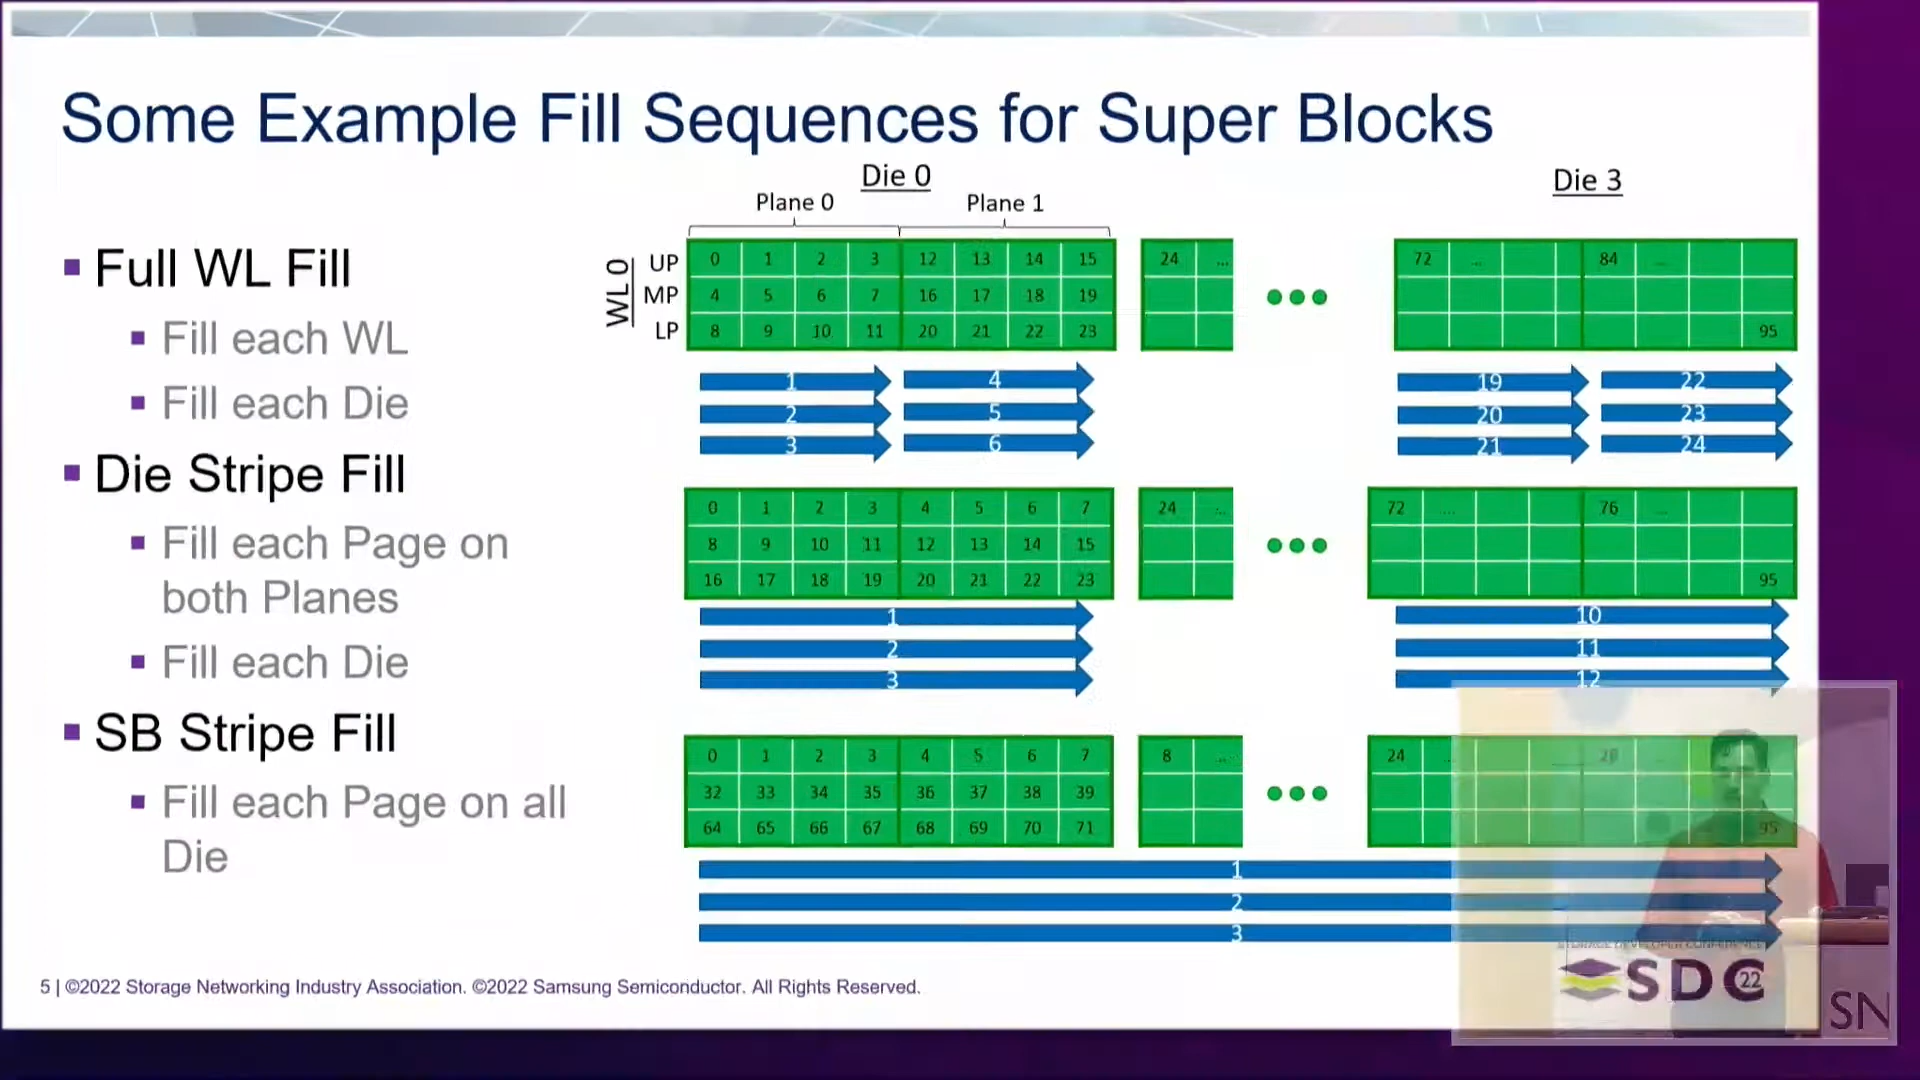 Some Example Fill Sequences for Super Blocks
Die 0
Die 3
Plane 0
Plane 1
WL 0
UP
MP
LP
0 1 2 3 12 13 14 15
4 5 6 7 16 17 18 19
8 9 10 11 20 21 22 23
24 ...
72 ... 84 ...
95
1
2
3
4
5
6
19
20
21
22
23
24
▪ Full WL Fill
▪ Fill each WL
▪ Fill each Die
0 1 2 3 4 5 6 7
8 9 10 11 12 13 14 15
16 17 18 19 20 21 22 23
24 ...
72 .... 76 ...
95
1
2
3
10
11
12
▪ Die Stripe Fill
▪ Fill each Page on
both Planes
▪ Fill each Die
0 1 2 3 4 5 6 7
32 33 34 35 36 37 38 39
64 65 66 67 68 69 70 71
8 ...
24
28
95
1
2
3
▪ SB Stripe Fill
▪ Fill each Page on all
Die
5 | ©2022 Storage Networking Industry Association. ©2022 Samsung Semiconductor. All Rights Reserved.
STORAGE DEVELOPER CONFERENCE
SDC 22
SN